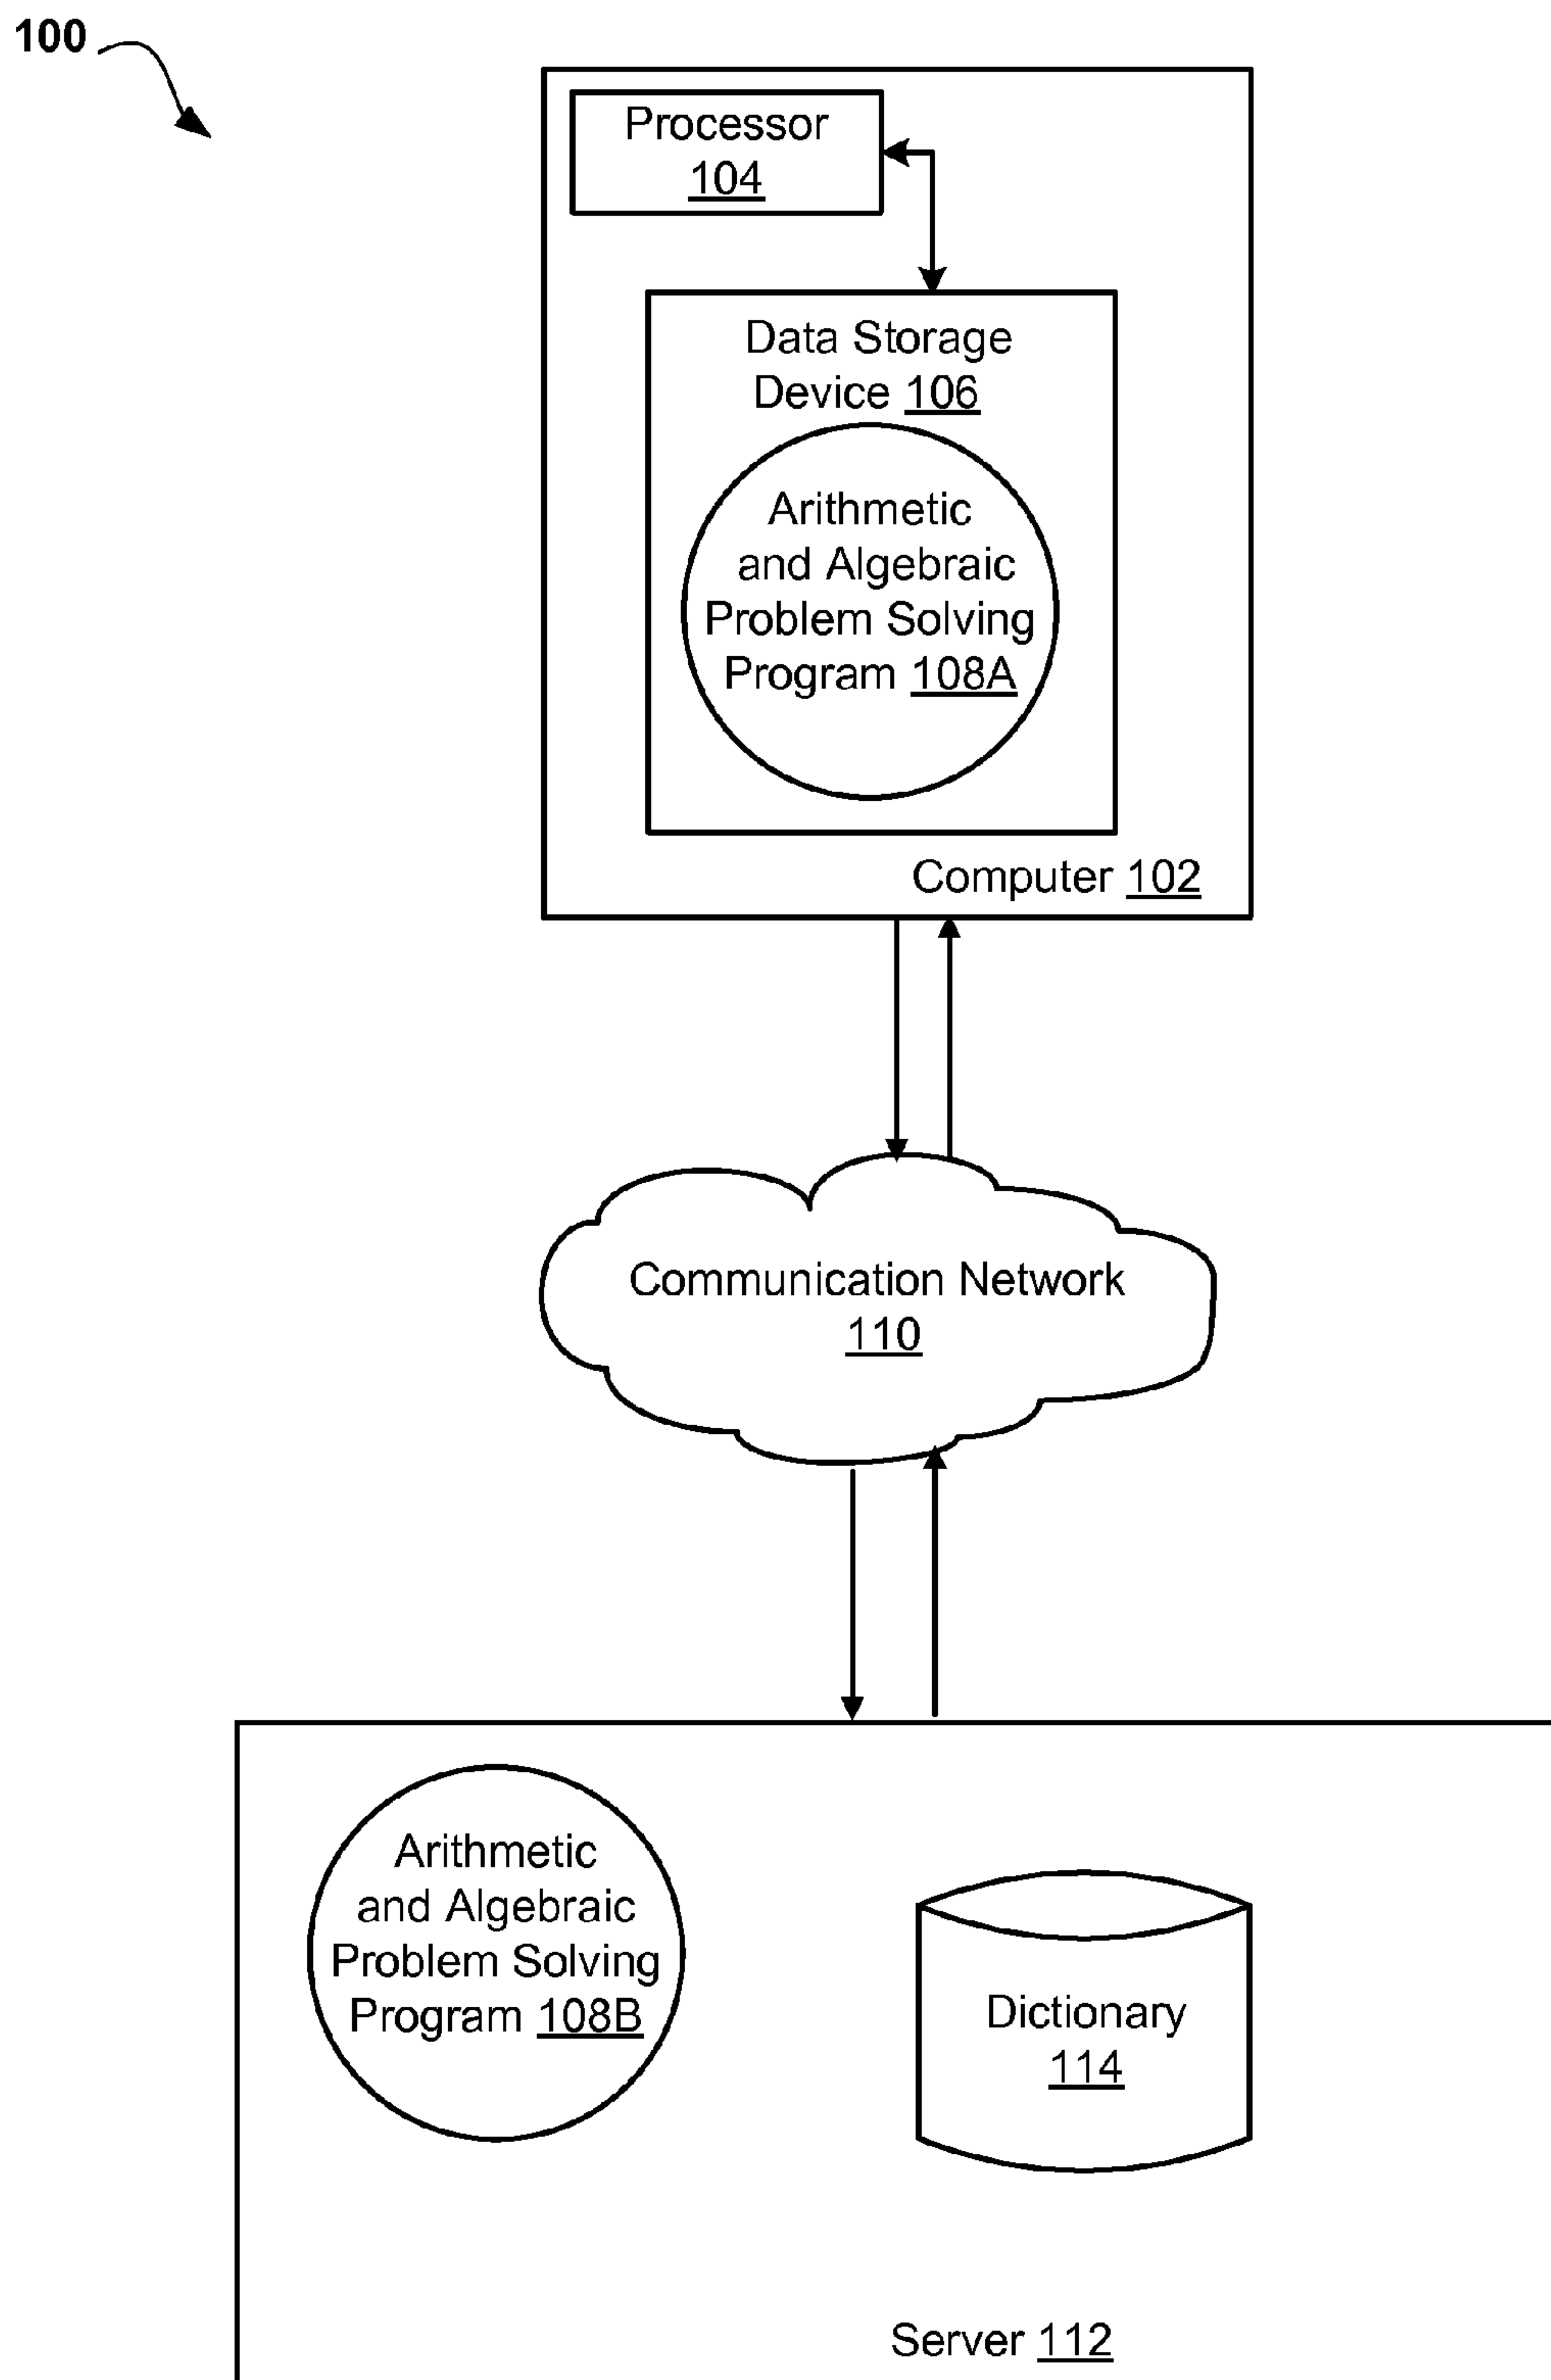 100
Processor
104
Data Storage
Device 106
Arithmetic
and Algebraic
Problem Solving
Program 108A
Computer 102
Communication Network
110
Arithmetic
and Algebraic
Problem Solving
Program 108B
Dictionary
114
Server 112